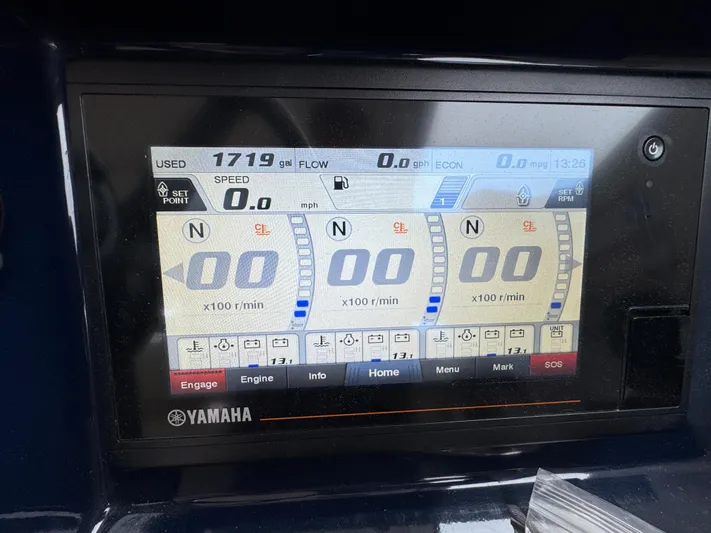 USED 1719 gal FLOW 0.0 gph ECON 0.0 mpg 13:26
SET POINT SPEED 0.0 mph 1 SET RPM
N C N C N C
00 00 00
x100 r/min x100 r/min x100 r/min
UNIT
13.1 13.1 13.1
Engage Engine Info Home Menu Mark SOS
YAMAHA